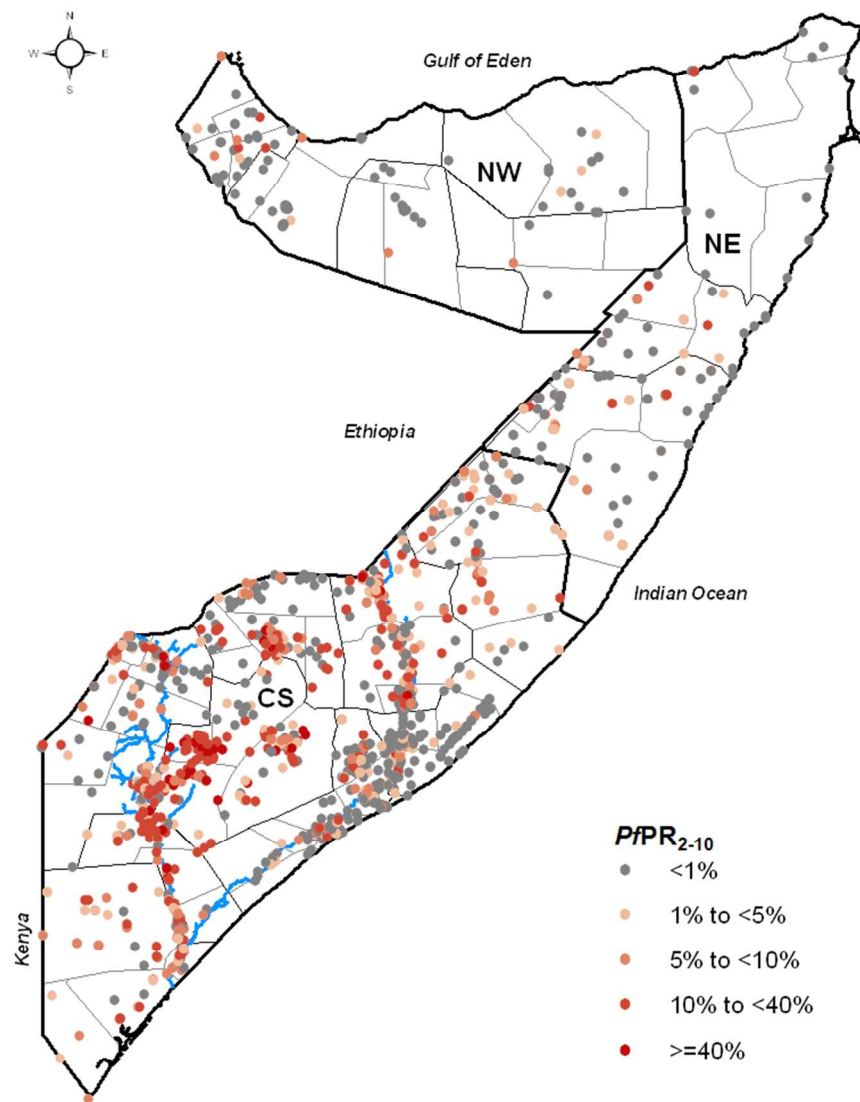 N
W E
S
Gulf of Eden
NW
NE
Ethiopia
Indian Ocean
CS
Kenya
PfPR2-10
<1%
1% to <5%
5% to <10%
10% to <40%
>=40%